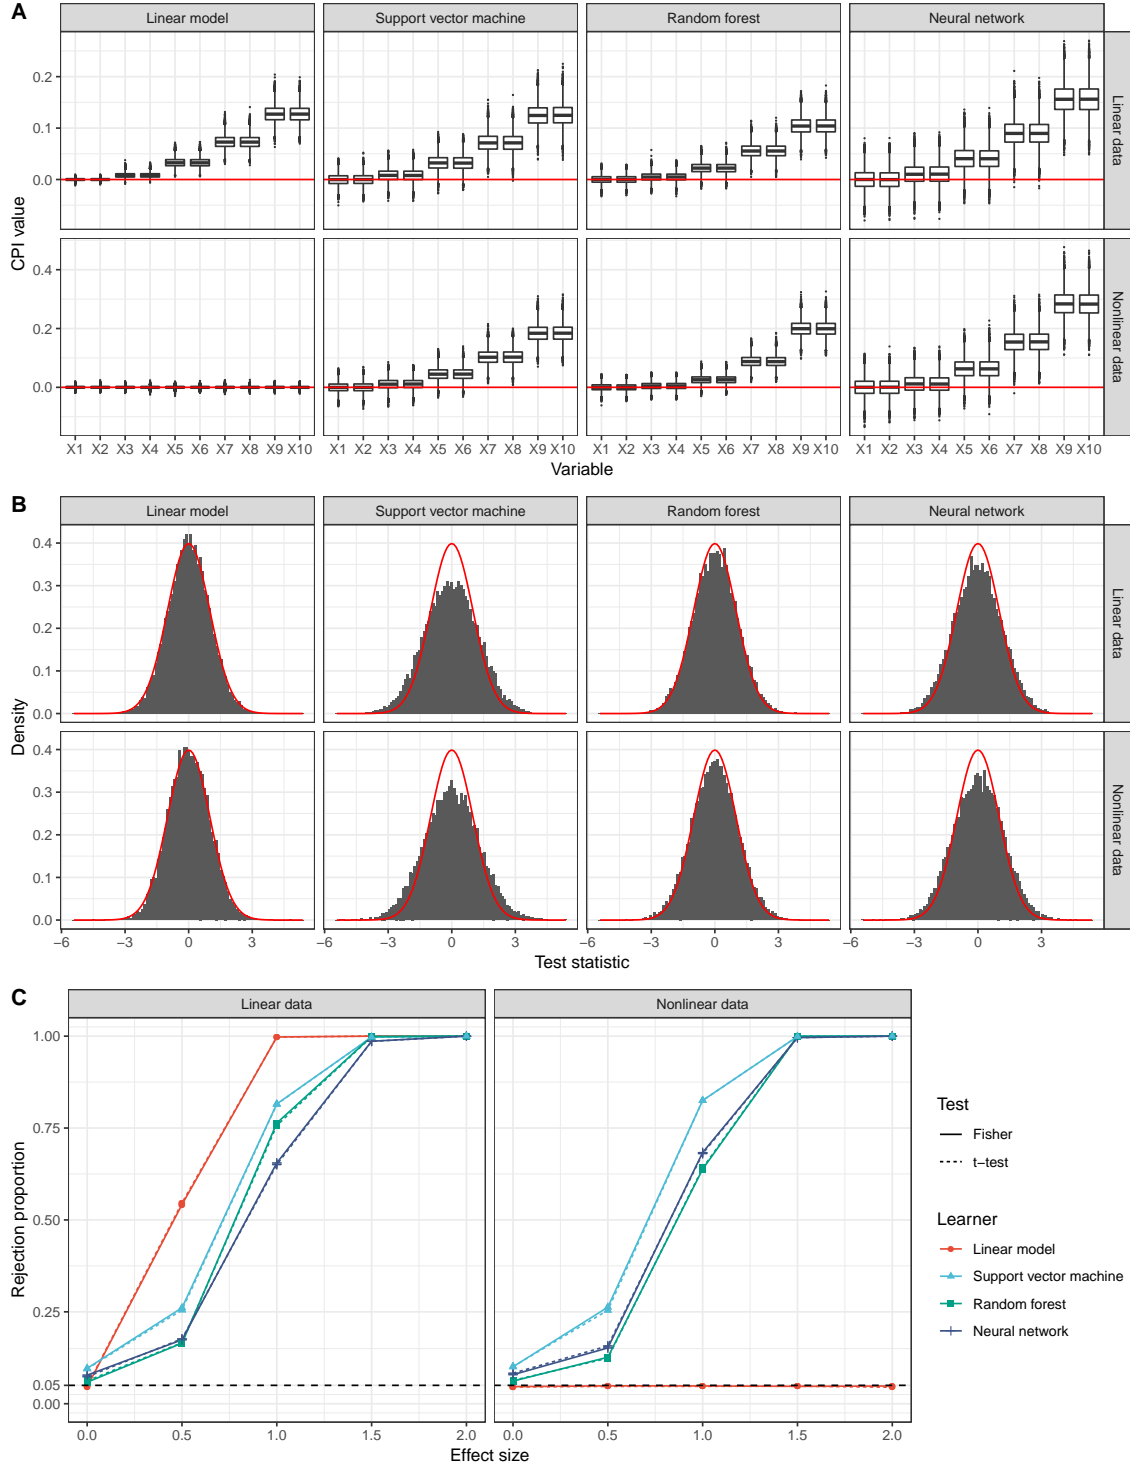 A
Linear model Support vector machine Random forest Neural network
0.2
0.1
0.0
Linear data
CPI value
0.4
0.2
0.0
Nonlinear data
X1 X2 X3 X4 X5 X6 X7 X8 X9 X10 X1 X2 X3 X4 X5 X6 X7 X8 X9 X10 X1 X2 X3 X4 X5 X6 X7 X8 X9 X10 X1 X2 X3 X4 X5 X6 X7 X8 X9 X10
Variable
B
Linear model Support vector machine Random forest Neural network
0.4
0.3
0.2
0.1
0.0
Linear data
Density
0.4
0.3
0.2
0.1
0.0
Nonlinear data
−6 −3 0 3 −6 −3 0 3 −6 −3 0 3 −6 −3 0 3
Test statistic
C
Linear data Nonlinear data
1.00
0.75
0.50
0.25
0.05
0.00
Rejection proportion
0.0 0.5 1.0 1.5 2.0 0.0 0.5 1.0 1.5 2.0
Effect size
Test
Fisher
t−test
Learner
Linear model
Support vector machine
Random forest
Neural network